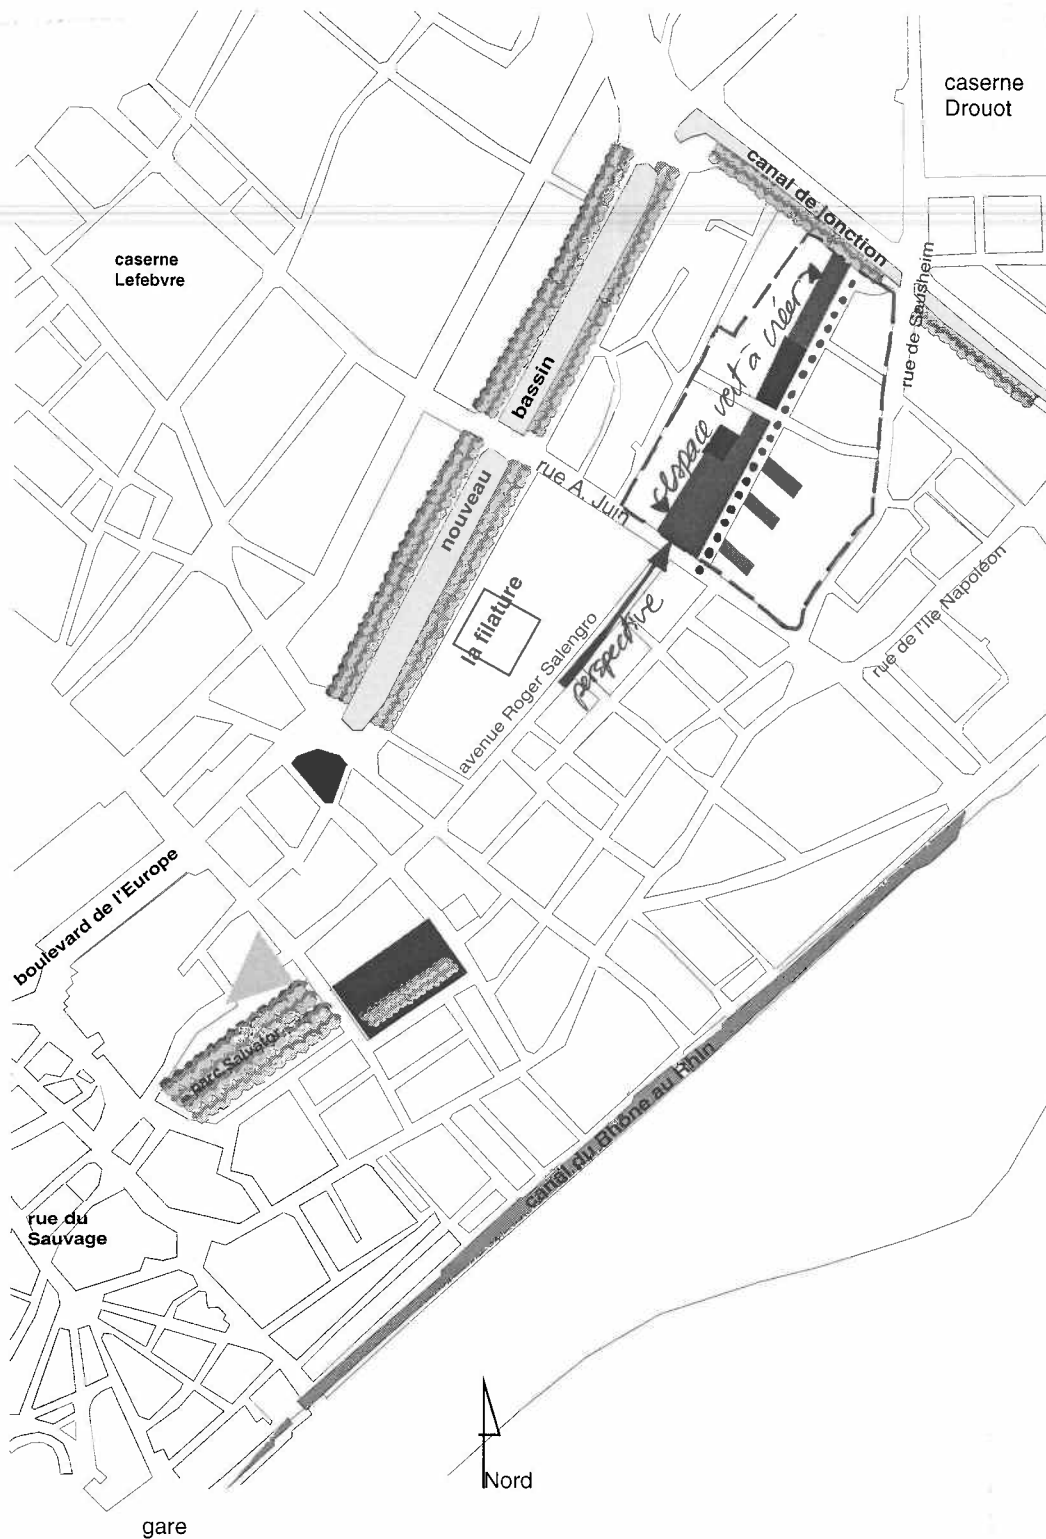 caserne
Drouot
canal de jonction
caserne
Lefebvre
rue de Sausheim
espace vert à créer
bassin
nouveau
rue A. Juin
la filature
perspective
avenue Roger Salengro
rue de l'Ile Napoléon
boulevard de l'Europe
parc Salvator
canal du Rhône au Rhin
rue du
Sauvage
Nord
gare